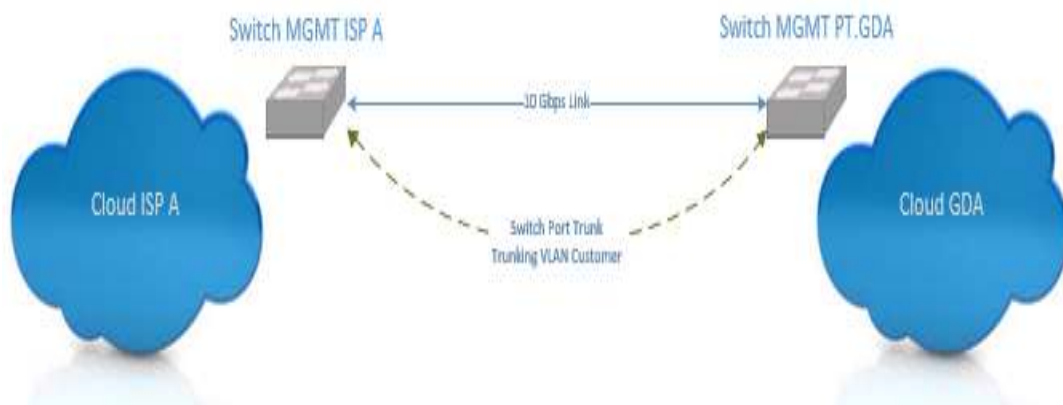 Switch MGMT ISP A
Switch MGMT PT.GDA
10 Gbps Link
Cloud ISP A
Cloud GDA
Switch Port Trunk
Trunking VLAN Customer